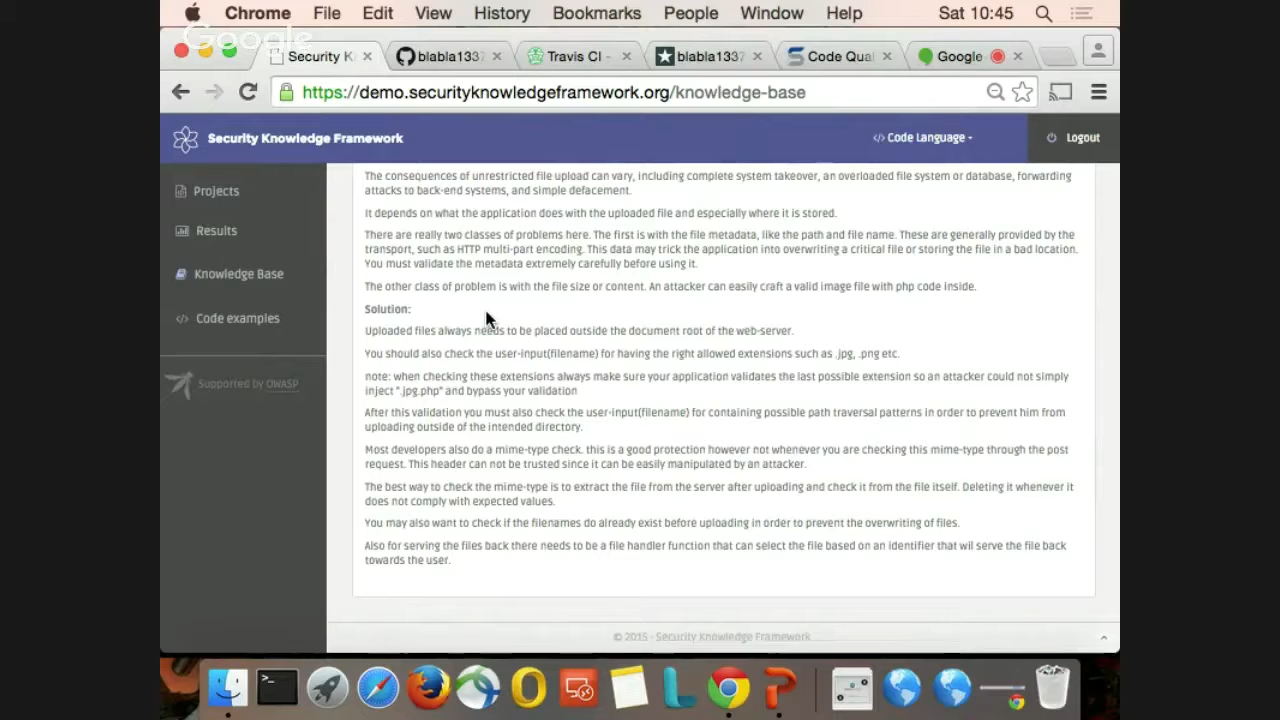 Chrome File Edit View History Bookmarks People Window Help Sat 10:45
Google
Security K blabla1337 Travis CI - blabla1337 Code Qual Google
https://demo.securityknowledgeframework.org/knowledge-base
Security Knowledge Framework Code Language Logout
Projects
Results
Knowledge Base
Code examples
Supported by OWASP
The consequences of unrestricted file upload can vary, including complete system takeover, an overloaded file system or database, forwarding
attacks to back-end systems, and simple defacement.
It depends on what the application does with the uploaded file and especially where it is stored.
There are really two classes of problems here. The first is with the file metadata, like the path and file name. These are generally provided by the
transport, such as HTTP multi-part encoding. This data may trick the application into overwriting a critical file or storing the file in a bad location.
You must validate the metadata extremely carefully before using it.
The other class of problem is with the file size or content. An attacker can easily craft a valid image file with php code inside.
Solution:
Uploaded files always needs to be placed outside the document root of the web-server.
You should also check the user-input(filename) for having the right allowed extensions such as .jpg, .png etc.
note: when checking these extensions always make sure your application validates the last possible extension so an attacker could not simply
inject ".jpg.php" and bypass your validation
After this validation you must also check the user-input(filename) for containing possible path traversal patterns in order to prevent him from
uploading outside of the intended directory.
Most developers also do a mime-type check. this is a good protection however not whenever you are checking this mime-type through the post
request. This header can not be trusted since it can be easily manipulated by an attacker.
The best way to check the mime-type is to extract the file from the server after uploading and check it from the file itself. Deleting it whenever it
does not comply with expected values.
You may also want to check if the filenames do already exist before uploading in order to prevent the overwriting of files.
Also for serving the files back there needs to be a file handler function that can select the file based on an identifier that wil serve the file back
towards the user.
© 2015 - Security Knowledge Framework